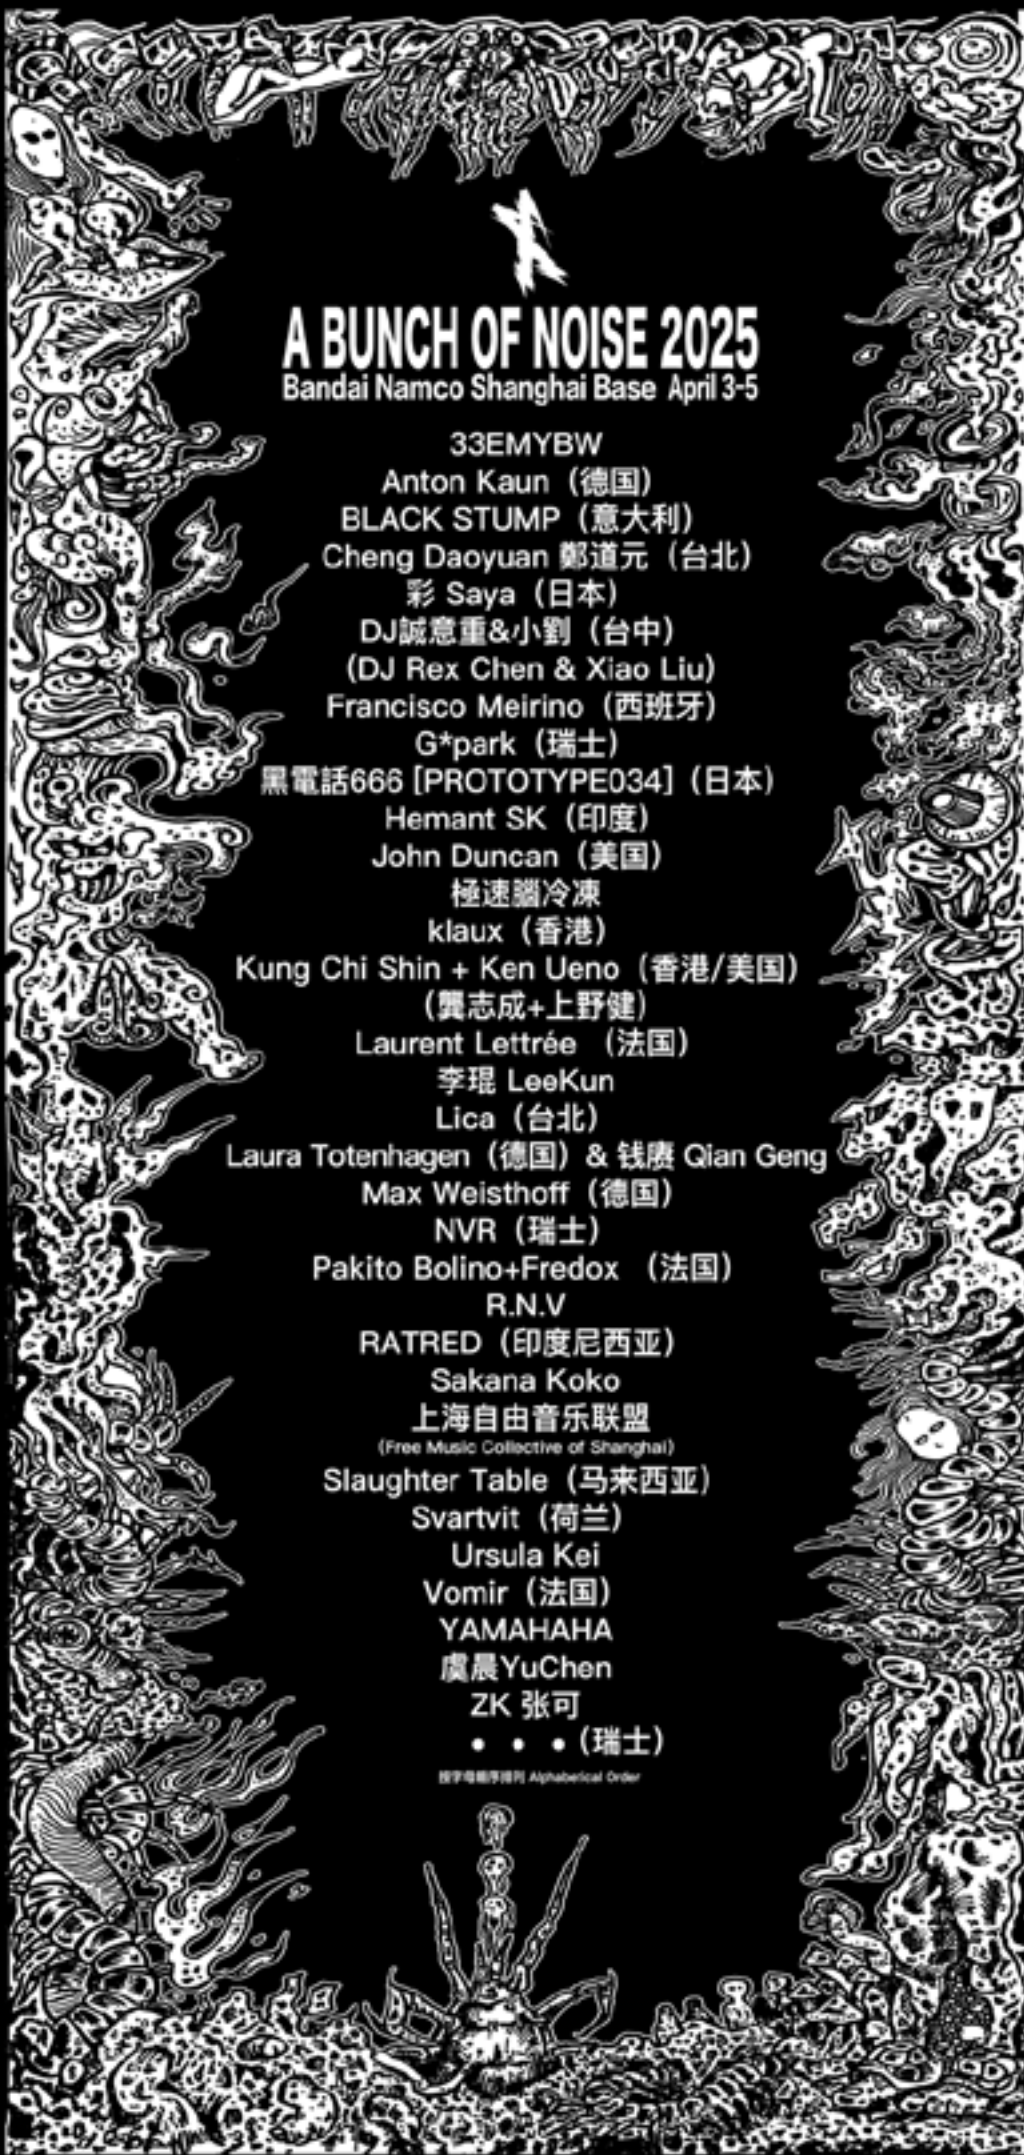 A BUNCH OF NOISE 2025
Bandai Namco Shanghai Base April 3-5
33EMYBW
Anton Kaun（德国）
BLACK STUMP（意大利）
Cheng Daoyuan 鄭道元（台北）
彩 Saya（日本）
DJ誠意重&小劉（台中）
（DJ Rex Chen & Xiao Liu）
Francisco Meirino（西班牙）
G*park（瑞士）
黑電話666 [PROTOTYPE034]（日本）
Hemant SK（印度）
John Duncan（美国）
極速腦冷凍
klaux（香港）
Kung Chi Shin + Ken Ueno（香港/美国）
（龔志成+上野健）
Laurent Lettrée （法国）
李琨 LeeKun
Lica（台北）
Laura Totenhagen（德国）& 钱赓 Qian Geng
Max Weisthoff（德国）
NVR（瑞士）
Pakito Bolino+Fredox （法国）
R.N.V
RATRED（印度尼西亚）
Sakana Koko
上海自由音乐联盟
（Free Music Collective of Shanghai）
Slaughter Table（马来西亚）
Svartvit（荷兰）
Ursula Kei
Vomir（法国）
YAMAHAHA
虞晨YuChen
ZK 张可
• • •（瑞士）
按字母順序排列 Alphaberical Order